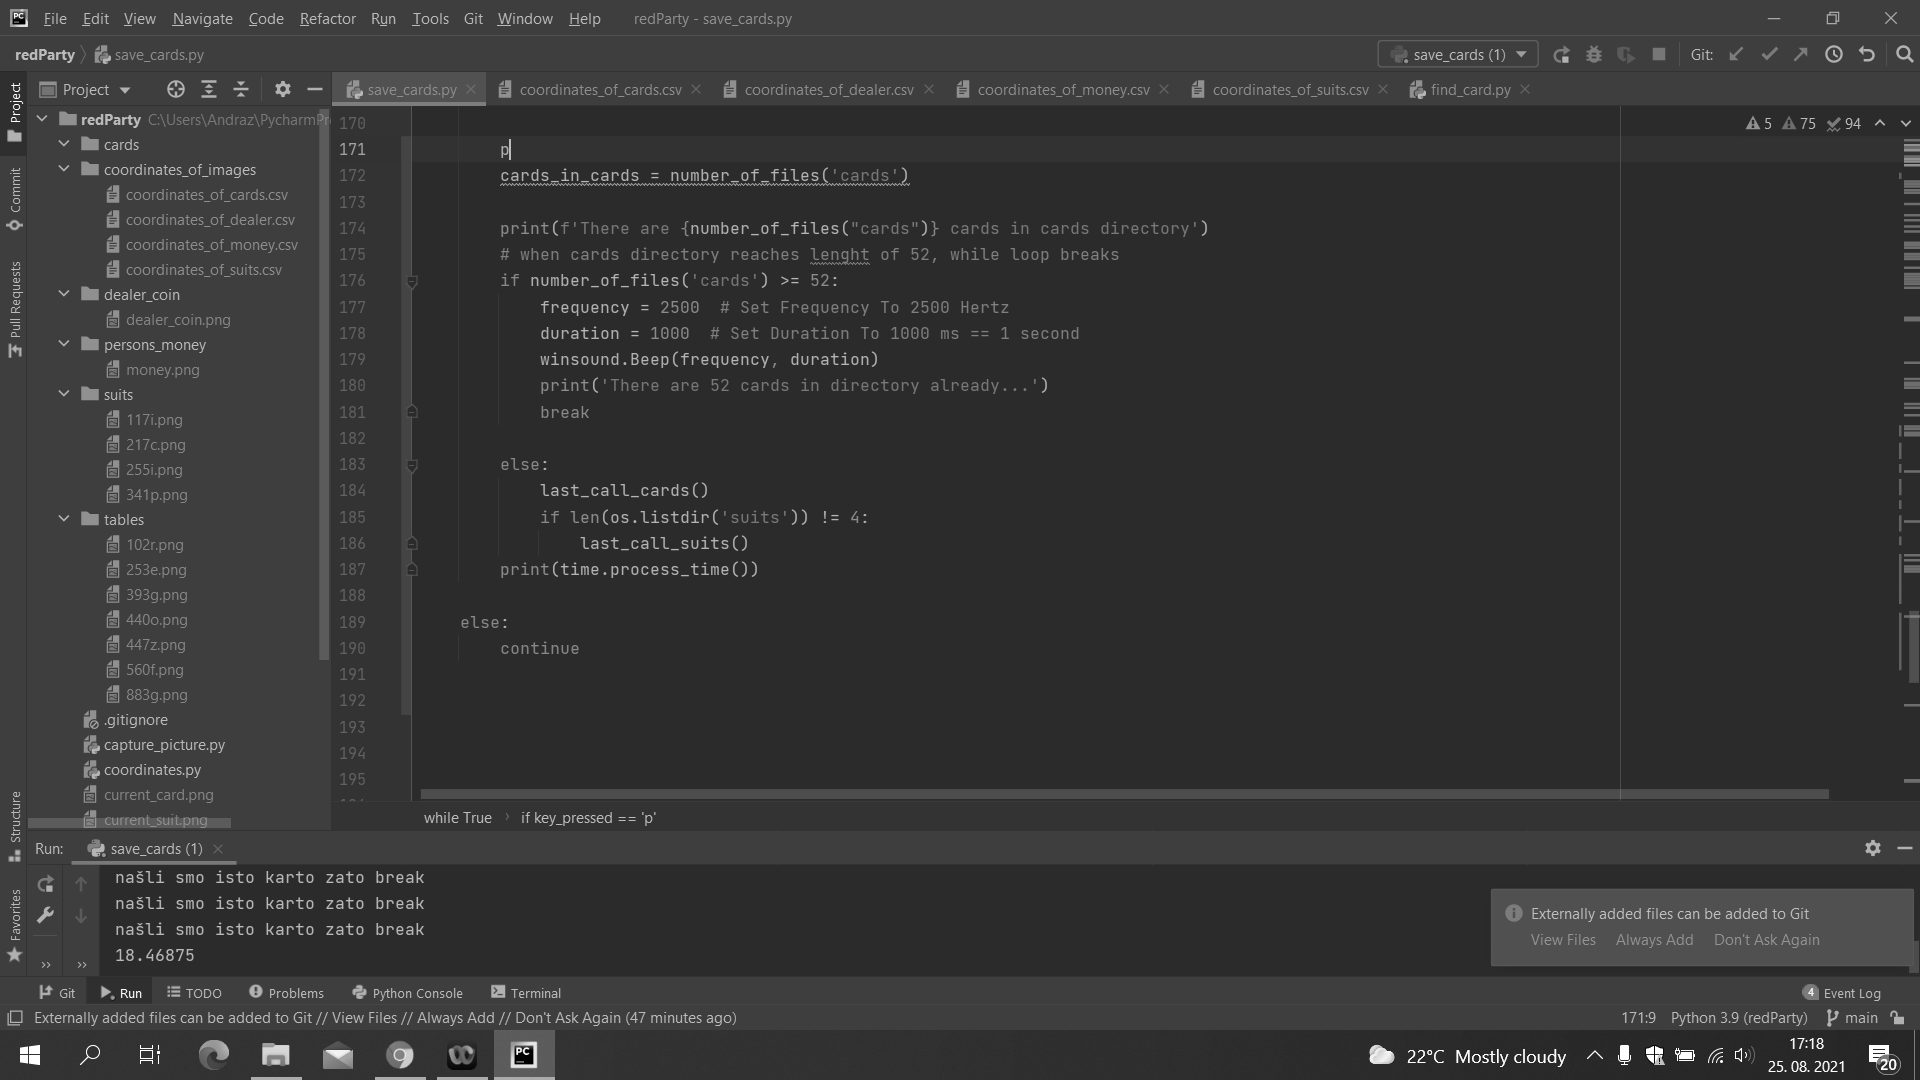 PC File Edit View Navigate Code Refactor Run Tools Git Window Help redParty - save_cards.py
redParty save_cards.py save_cards (1) Git:
Project save_cards.py coordinates_of_cards.csv coordinates_of_dealer.csv coordinates_of_money.csv coordinates_of_suits.csv find_card.py
Project
Commit
Pull Requests
Structure
Favorites
redParty C:\Users\Andraz\PycharmPr
cards
coordinates_of_images
coordinates_of_cards.csv
coordinates_of_dealer.csv
coordinates_of_money.csv
coordinates_of_suits.csv
dealer_coin
dealer_coin.png
persons_money
money.png
suits
117i.png
217c.png
255i.png
341p.png
tables
102r.png
253e.png
393g.png
440o.png
447z.png
560f.png
883g.png
.gitignore
capture_picture.py
coordinates.py
current_card.png
current_suit.png
5 75 94
170
171 p
172 cards_in_cards = number_of_files('cards')
173
174 print(f'There are {number_of_files("cards")} cards in cards directory')
175 # when cards directory reaches lenght of 52, while loop breaks
176 if number_of_files('cards') >= 52:
177 frequency = 2500  # Set Frequency To 2500 Hertz
178 duration = 1000  # Set Duration To 1000 ms == 1 second
179 winsound.Beep(frequency, duration)
180 print('There are 52 cards in directory already...')
181 break
182
183 else:
184 last_call_cards()
185 if len(os.listdir('suits')) != 4:
186 last_call_suits()
187 print(time.process_time())
188
189 else:
190 continue
191
192
193
194
195
while True › if key_pressed == 'p'
Run: save_cards (1)
našli smo isto karto zato break
našli smo isto karto zato break
našli smo isto karto zato break
18.46875
Externally added files can be added to Git
View Files Always Add Don't Ask Again
Git Run TODO Problems Python Console Terminal 4 Event Log
Externally added files can be added to Git // View Files // Always Add // Don't Ask Again (47 minutes ago) 171:9 Python 3.9 (redParty) main
PC 22°C Mostly cloudy 17:18
25. 08. 2021 20